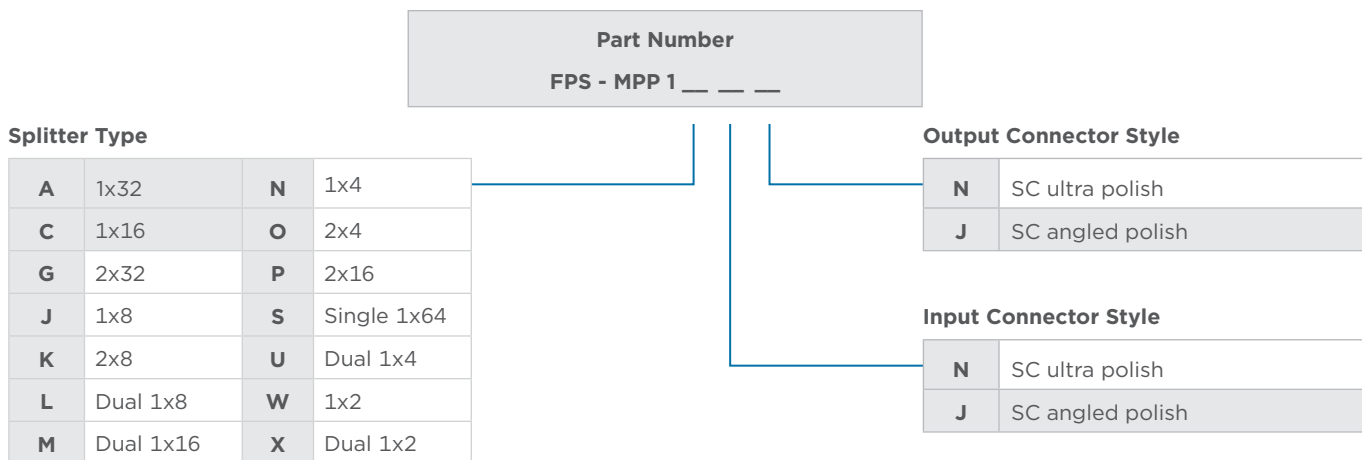 Part Number
FPS - MPP 1 __ __ __
Splitter Type
A 1x32 N 1x4
C 1x16 O 2x4
G 2x32 P 2x16
J 1x8 S Single 1x64
K 2x8 U Dual 1x4
L Dual 1x8 W 1x2
M Dual 1x16 X Dual 1x2
Output Connector Style
N SC ultra polish
J SC angled polish
Input Connector Style
N SC ultra polish
J SC angled polish